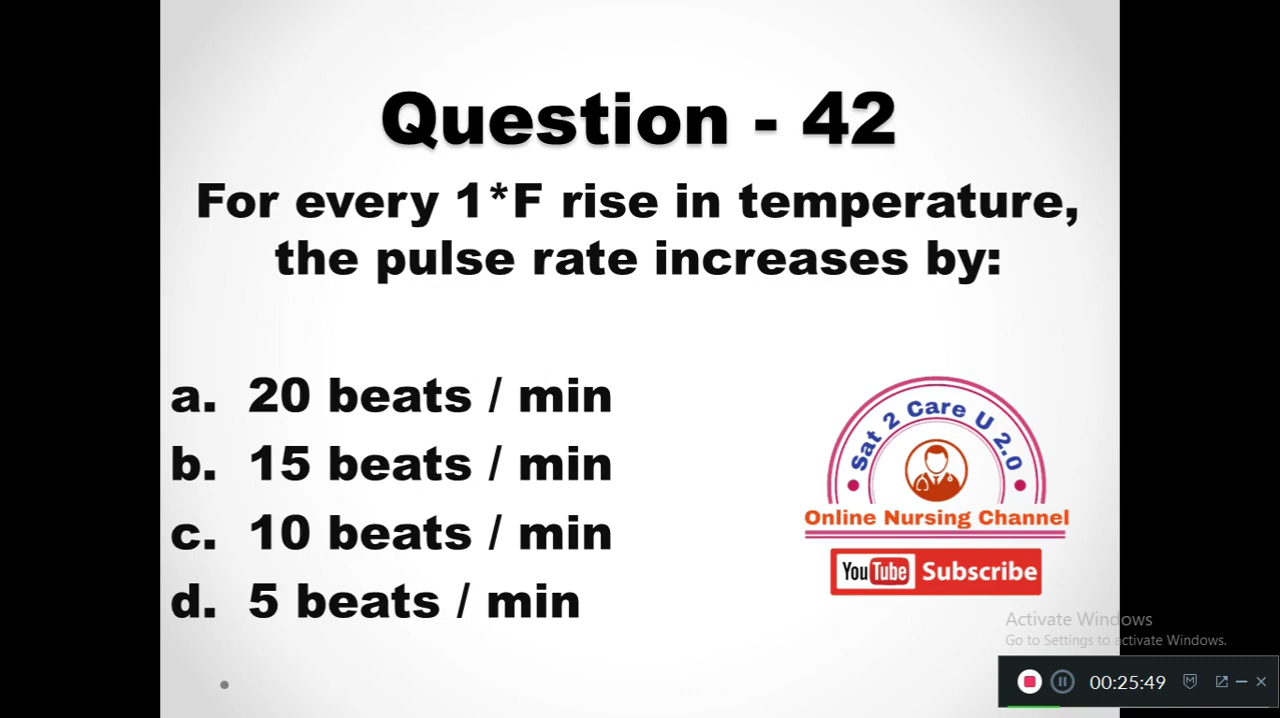 Question - 42
For every 1*F rise in temperature,
the pulse rate increases by:
a. 20 beats / min
b. 15 beats / min
c. 10 beats / min
d. 5 beats / min
Sat 2 Care U 2.0
Online Nursing Channel
YouTube Subscribe
Activate Windows
Go to Settings to activate Windows.
00:25:49